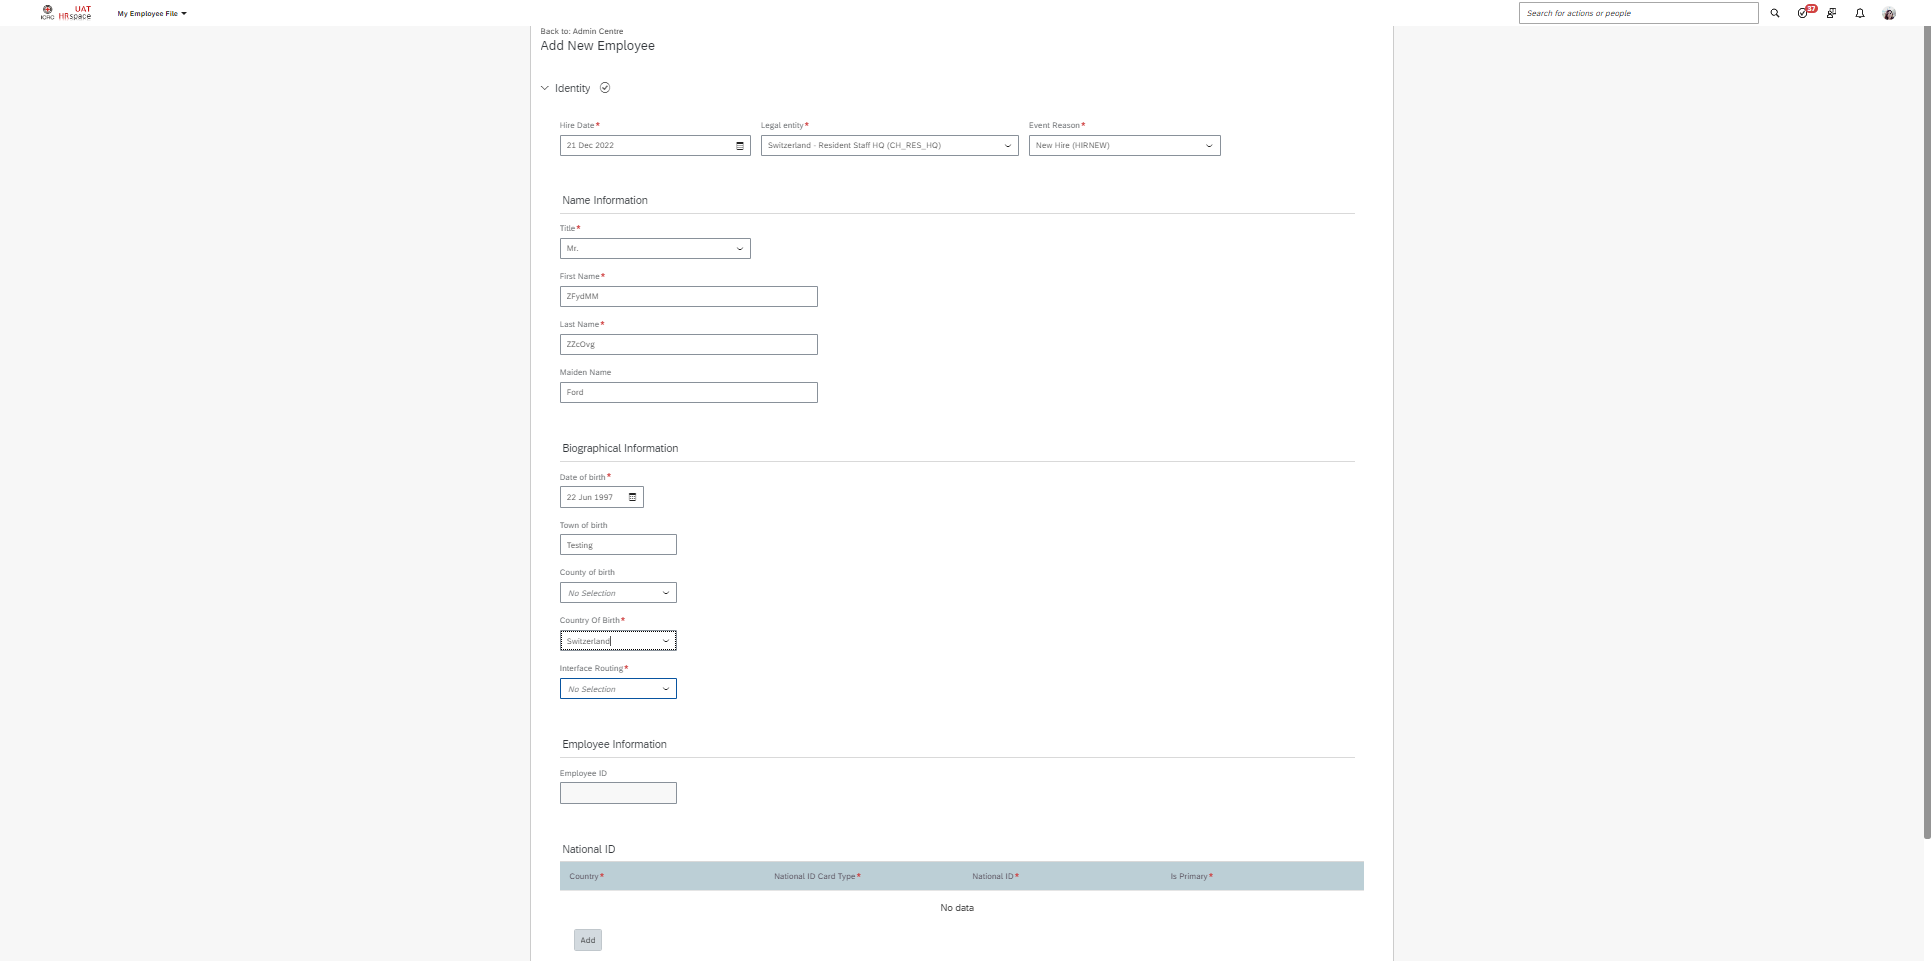 ICRC UAT HRspace My Employee File Search for actions or people 37
Back to: Admin Centre
Add New Employee
Identity
Hire Date* Legal entity* Event Reason*
21 Dec 2022 Switzerland - Resident Staff HQ (CH_RES_HQ) New Hire (HIRNEW)
Name Information
Title*
Mr.
First Name*
ZFydMM
Last Name*
ZZcOvg
Maiden Name
Ford
Biographical Information
Date of birth*
22 Jun 1997
Town of birth
Testing
County of birth
No Selection
Country Of Birth*
Switzerland
Interface Routing*
No Selection
Employee Information
Employee ID
National ID
Country* National ID Card Type* National ID* Is Primary*
No data
Add